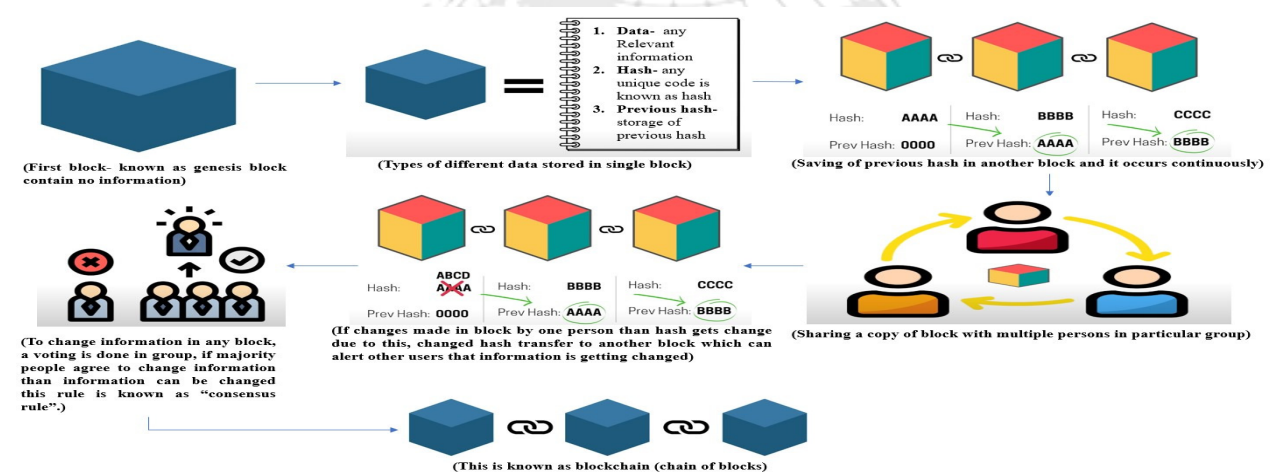 1. Data- any
Relevant
information
2. Hash- any
unique code is
known as hash
3. Previous hash-
storage of
previous hash
(First block- known as genesis block
contain no information)
(Types of different data stored in single block)
Hash: AAAA
Prev Hash: 0000
Hash: BBBB
Prev Hash: AAAA
Hash: CCCC
Prev Hash: BBBB
(Saving of previous hash in another block and it occurs continuously)
(Sharing a copy of block with multiple persons in particular group)
ABCD
Hash: AAAA
Prev Hash: 0000
Hash: BBBB
Prev Hash: AAAA
Hash: CCCC
Prev Hash: BBBB
(If changes made in block by one person than hash gets change
due to this, changed hash transfer to another block which can
alert other users that information is getting changed)
(To change information in any block,
a voting is done in group, if majority
people agree to change information
than information can be changed
this rule is known as “consensus
rule”.)
(This is known as blockchain (chain of blocks)